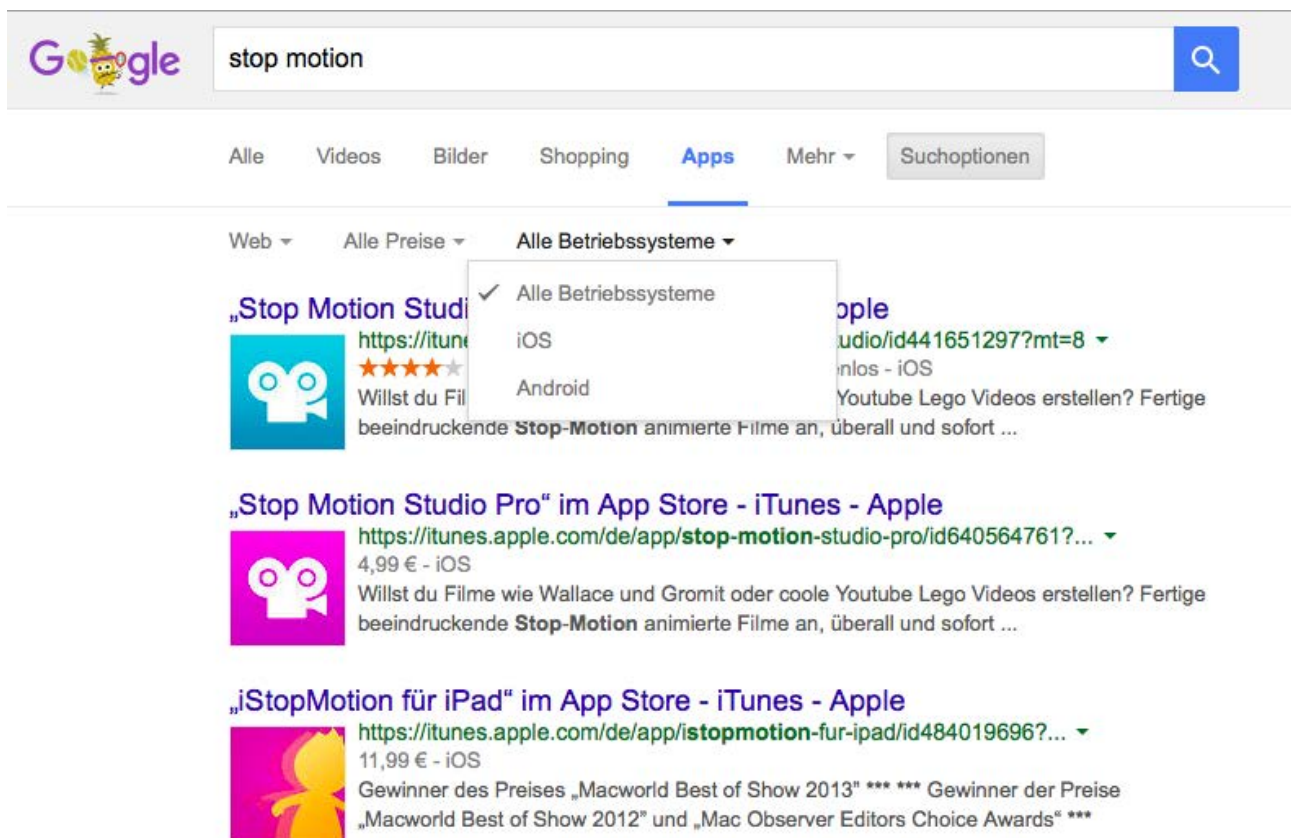 Google
stop motion
Alle Videos Bilder Shopping Apps Mehr Suchoptionen
Web Alle Preise Alle Betriebssysteme
Alle Betriebssysteme
iOS
Android
„Stop Motion Studi pple
https://itune udio/id441651297?mt=8
nlos - iOS
Willst du Fil Youtube Lego Videos erstellen? Fertige
beeindruckende Stop-Motion animierte Filme an, überall und sofort ...
„Stop Motion Studio Pro“ im App Store - iTunes - Apple
https://itunes.apple.com/de/app/stop-motion-studio-pro/id640564761?...
4,99 € - iOS
Willst du Filme wie Wallace und Gromit oder coole Youtube Lego Videos erstellen? Fertige
beeindruckende Stop-Motion animierte Filme an, überall und sofort ...
„iStopMotion für iPad“ im App Store - iTunes - Apple
https://itunes.apple.com/de/app/istopmotion-fur-ipad/id484019696?...
11,99 € - iOS
Gewinner des Preises „Macworld Best of Show 2013” *** *** Gewinner der Preise
„Macworld Best of Show 2012” und „Mac Observer Editors Choice Awards“ ***